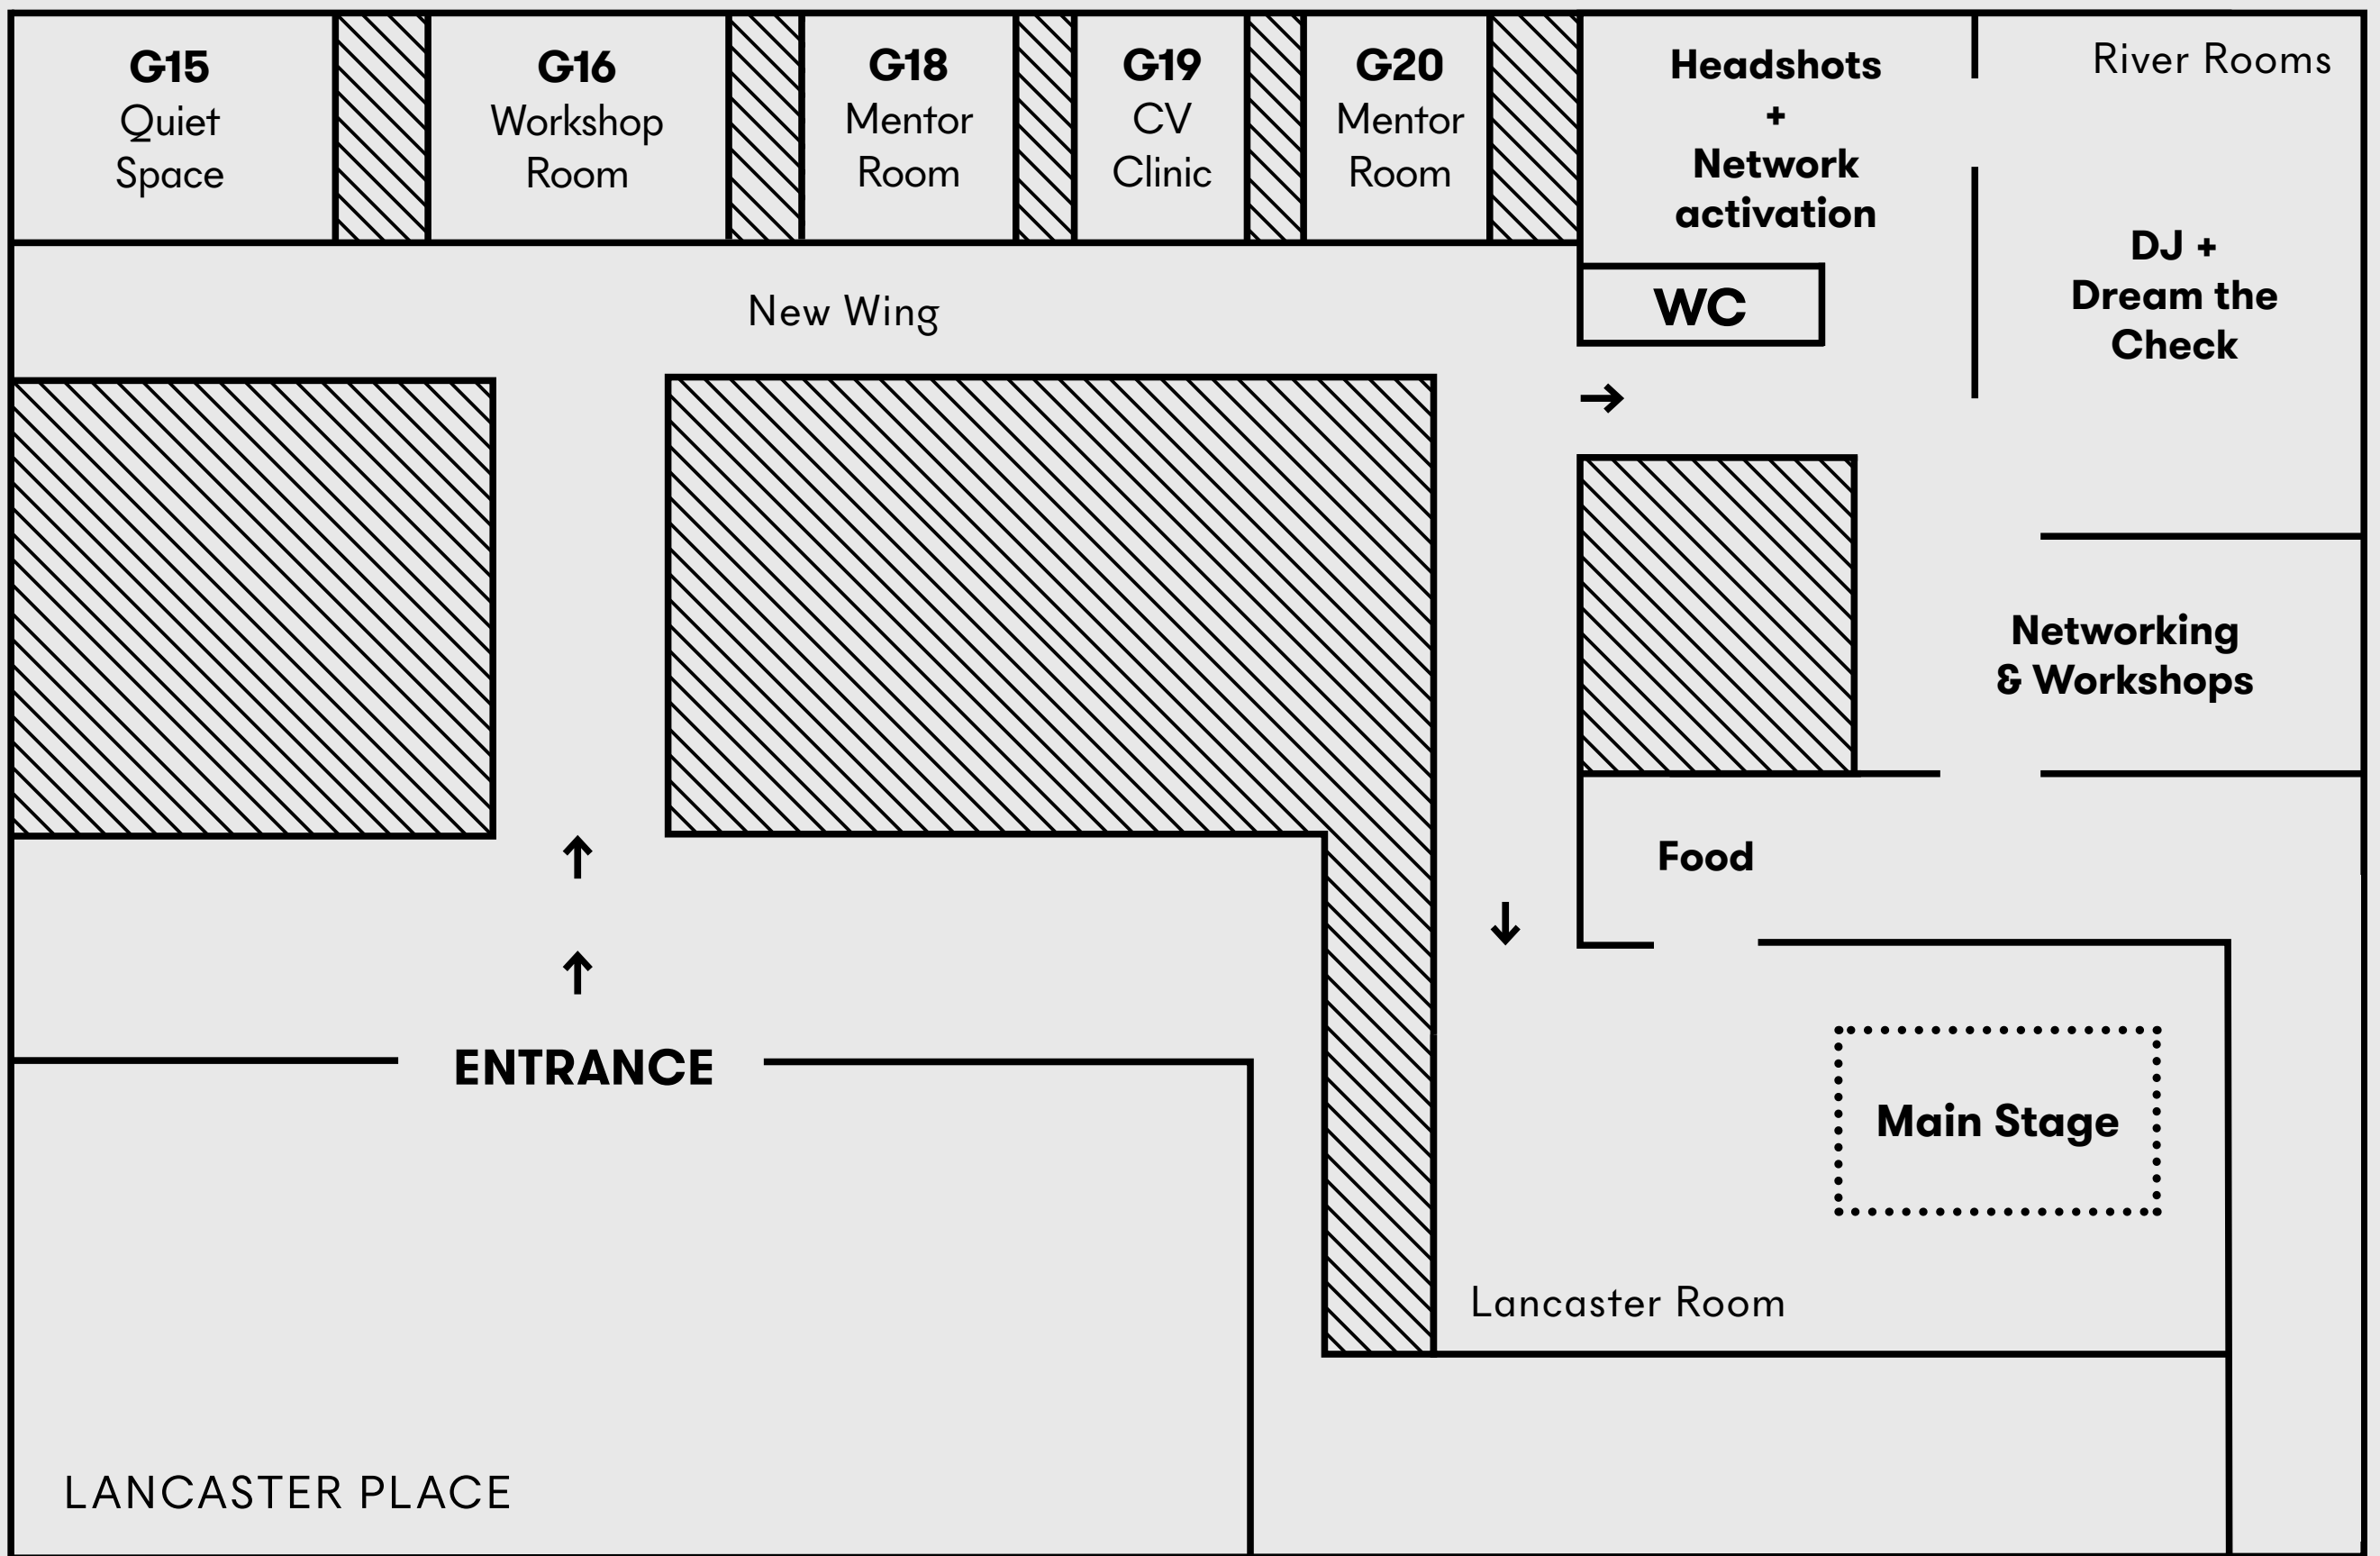 G15
Quiet
Space
G16
Workshop
Room
G18
Mentor
Room
G19
CV
Clinic
G20
Mentor
Room
Headshots
+
Network
activation
River Rooms
DJ +
Dream the
Check
WC
New Wing
Networking
& Workshops
Food
ENTRANCE
Main Stage
Lancaster Room
LANCASTER PLACE